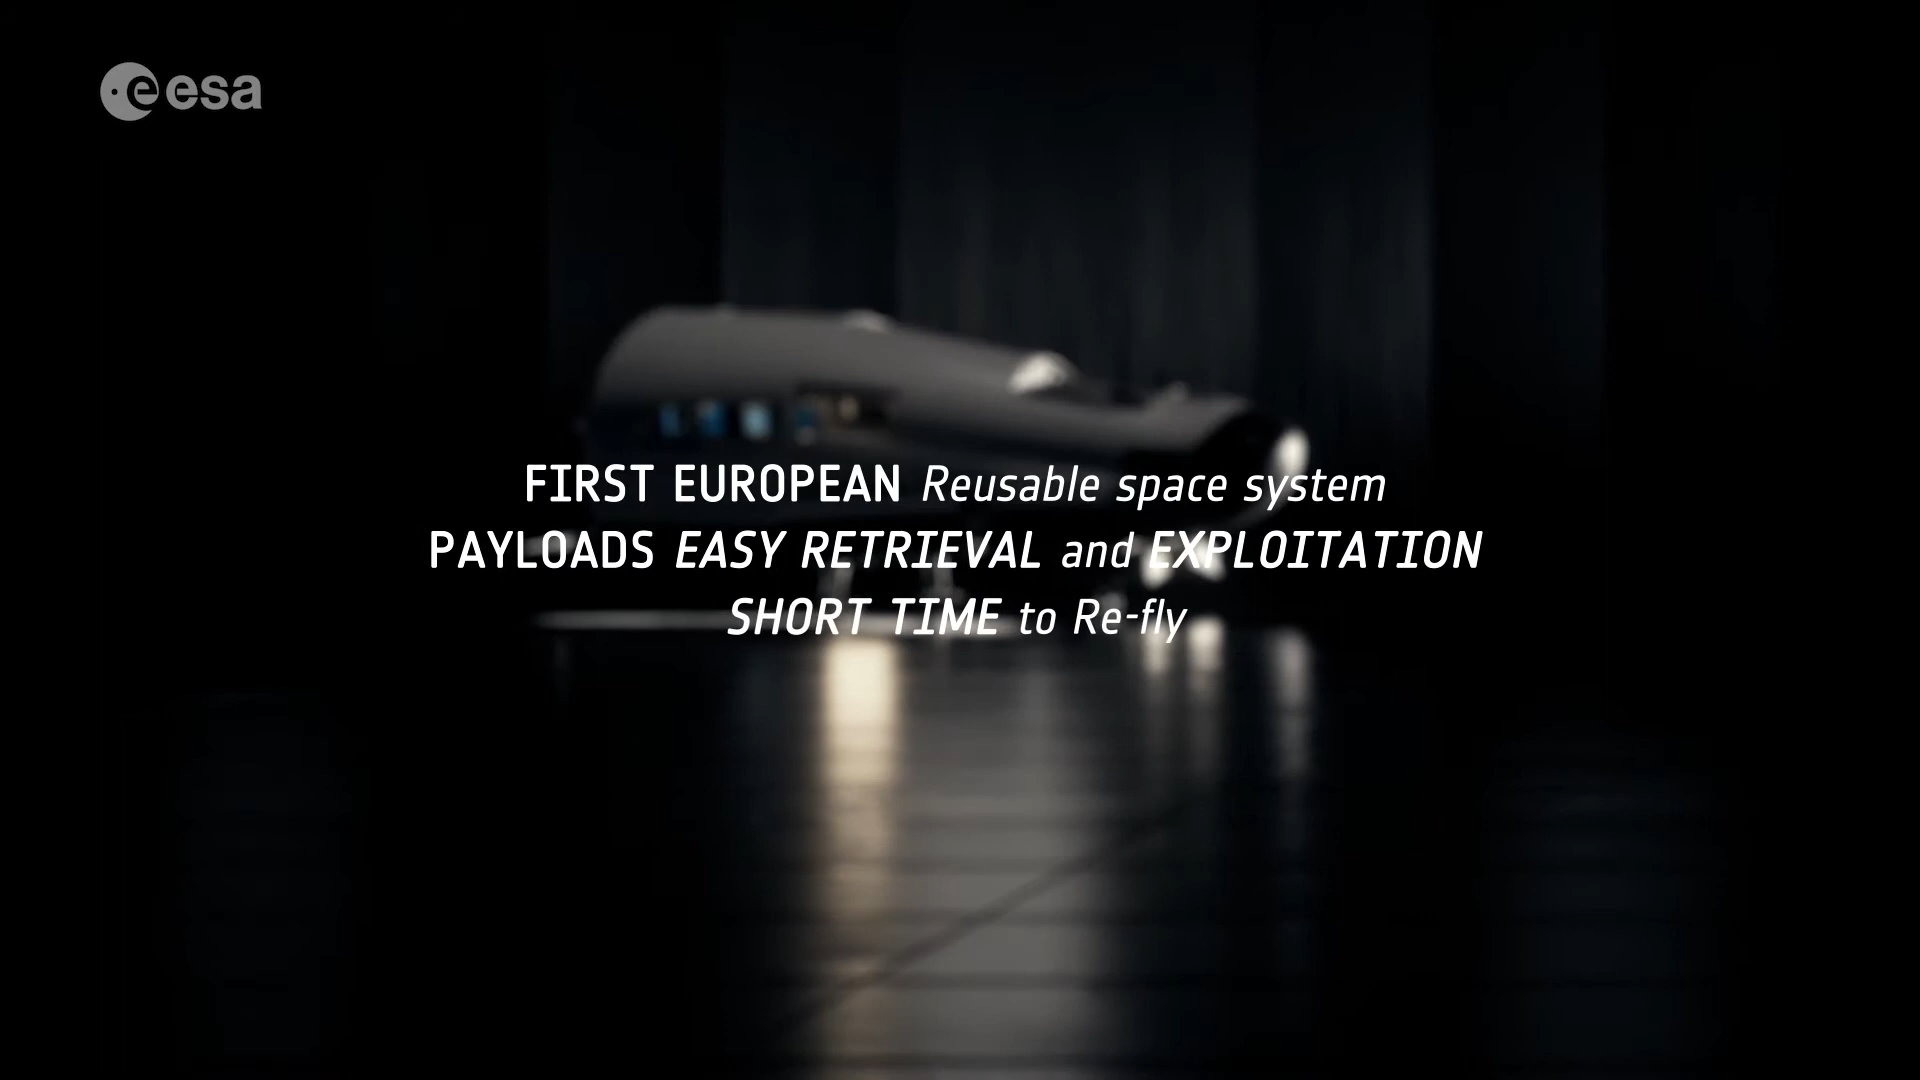 esa
FIRST EUROPEAN Reusable space system
PAYLOADS EASY RETRIEVAL and EXPLOITATION
SHORT TIME to Re-fly